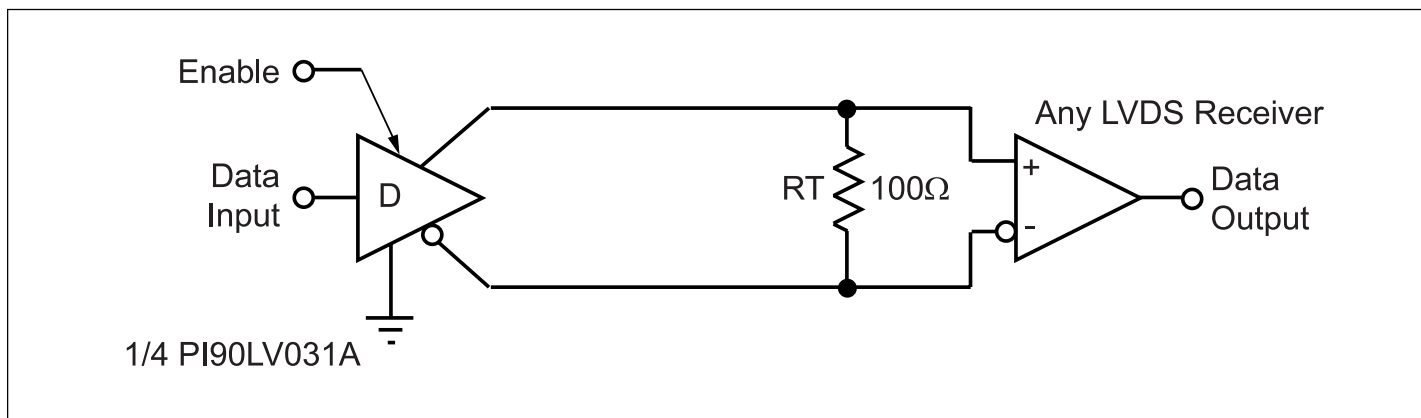 Enable
Data
Input
D
1/4 PI90LV031A
RT
100Ω
Any LVDS Receiver
+
-
Data
Output